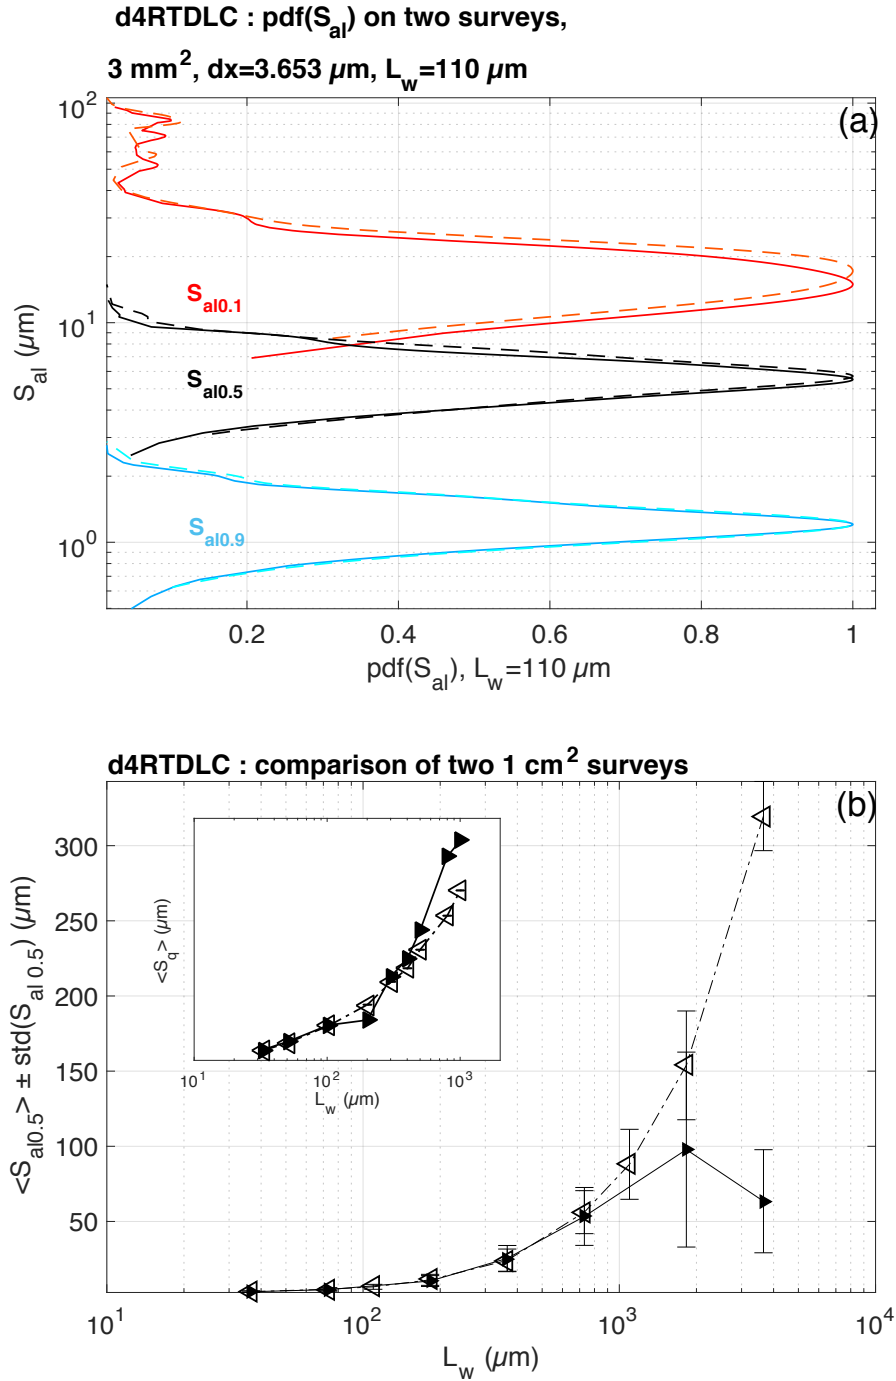 d4RTDLC : pdf(S_al) on two surveys,
3 mm², dx=3.653 µm, L_w=110 µm
(a)
10²
10¹
10⁰
S_al (µm)
S_al0.1
S_al0.5
S_al0.9
0.2 0.4 0.6 0.8 1
pdf(S_al), L_w=110 µm
d4RTDLC : comparison of two 1 cm² surveys
(b)
300
250
200
150
100
50
<S_al0.5> ± std(S_al 0.5) (µm)
<S_q> (µm)
10¹ 10² 10³
L_w (µm)
10¹ 10² 10³ 10⁴
L_w (µm)